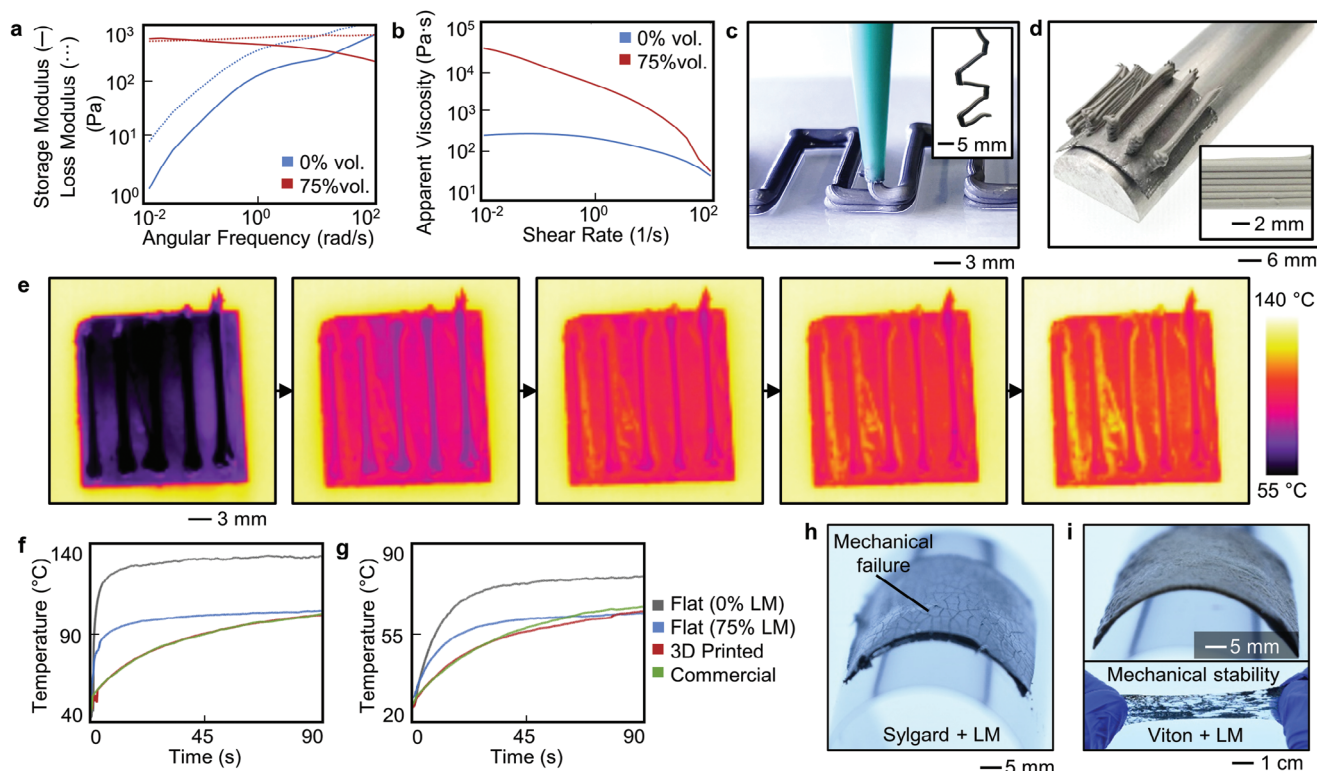 a
Storage Modulus (—)
Loss Modulus (···)
(Pa)
10³
10²
10¹
10⁰
0% vol.
75%vol.
10⁻²
10⁰
10²
Angular Frequency (rad/s)
b
Apparent Viscosity (Pa·s)
10⁵
10⁴
10³
10²
10¹
0% vol.
75%vol.
10⁻²
10⁰
10²
Shear Rate (1/s)
c
5 mm
3 mm
d
2 mm
6 mm
e
3 mm
140 °C
55 °C
f
Temperature (°C)
140
90
40
0
45
90
Time (s)
g
Temperature (°C)
90
55
20
0
45
90
Time (s)
Flat (0% LM)
Flat (75% LM)
3D Printed
Commercial
h
Mechanical
failure
Sylgard + LM
5 mm
i
5 mm
Mechanical stability
Viton + LM
1 cm